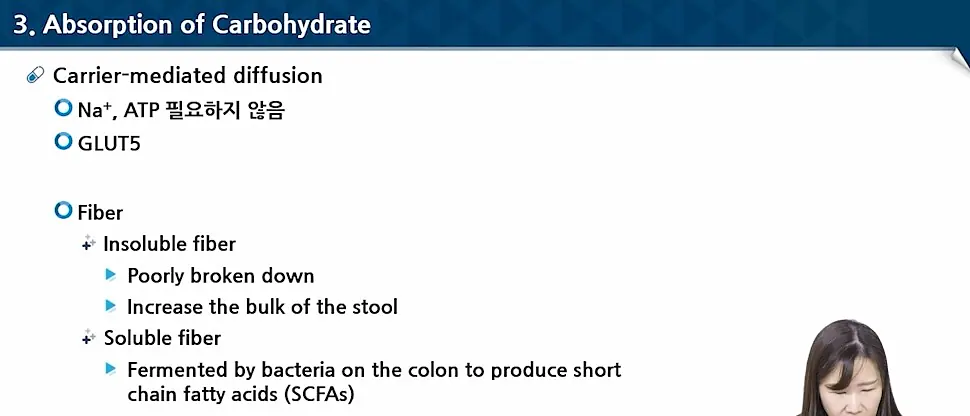 3. Absorption of Carbohydrate
Carrier-mediated diffusion
Na⁺, ATP 필요하지 않음
GLUT5
Fiber
Insoluble fiber
Poorly broken down
Increase the bulk of the stool
Soluble fiber
Fermented by bacteria on the colon to produce short
chain fatty acids (SCFAs)